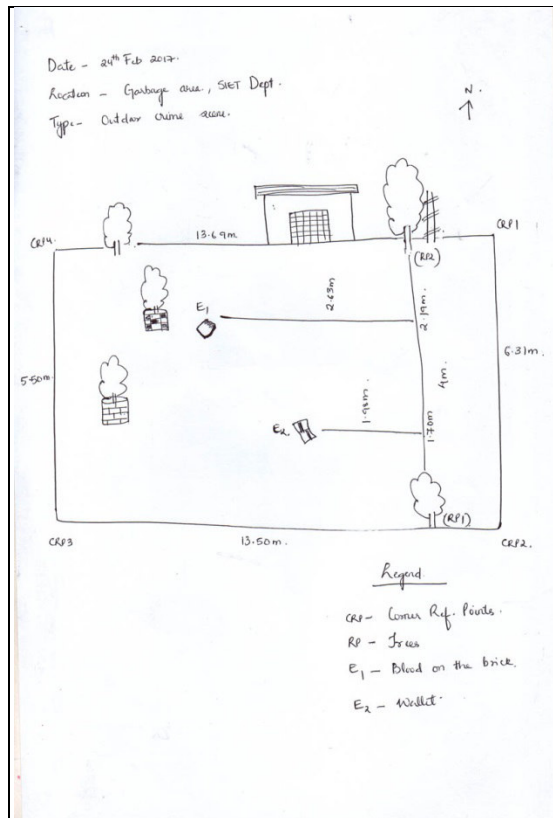 Date - 24th Feb 2017.
Location - Garbage area, SIET Dept.
Type - Outdoor crime scene.
N.
CRP4
13.69m
CRP1
(RP2)
E1
2.63m
2.19m
6.31m
5.50m
4m
1.98m
E2
1.70m
(RP1)
CRP3
13.50m
CRP2
Legend
CRP - Corner Ref. Points.
RP - Trees
E1 - Blood on the brick.
E2 - Wallet.